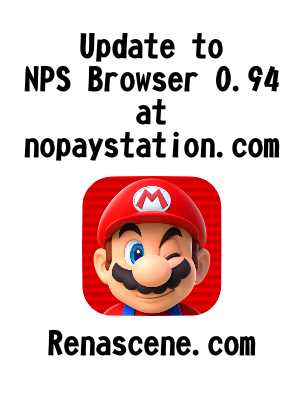 Update to
NPS Browser 0.94
at
nopaystation.com
M
Renascene.com